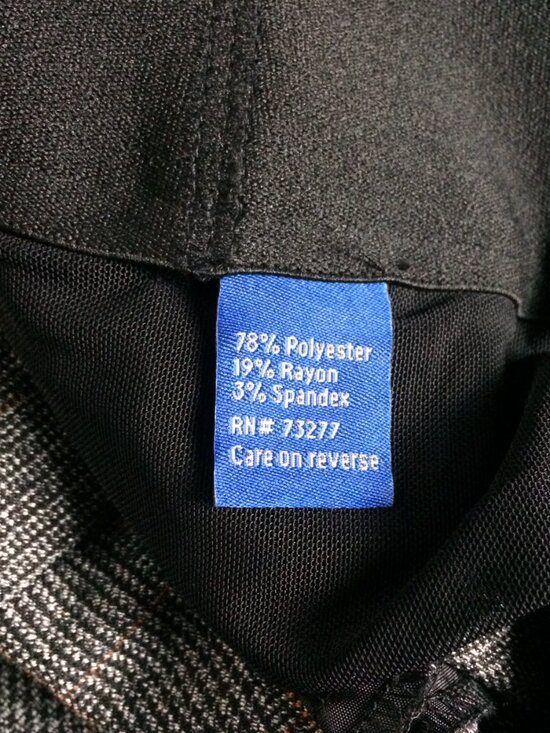 78% Polyester
19% Rayon
3% Spandex
RN# 73277
Care on reverse